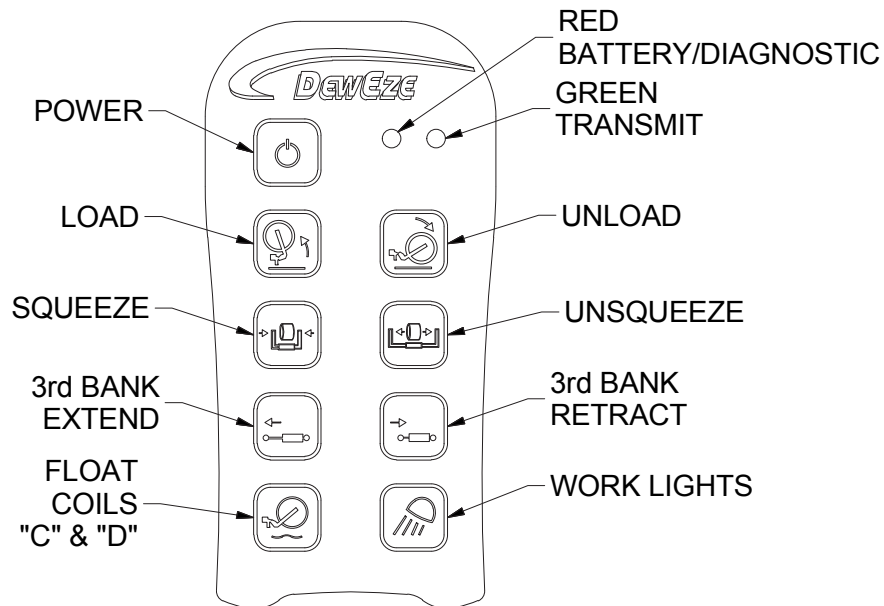 RED
BATTERY/DIAGNOSTIC
DEWEZE
GREEN
TRANSMIT
POWER
LOAD
UNLOAD
SQUEEZE
UNSQUEEZE
3rd BANK
EXTEND
3rd BANK
RETRACT
FLOAT
COILS
"C" & "D"
WORK LIGHTS